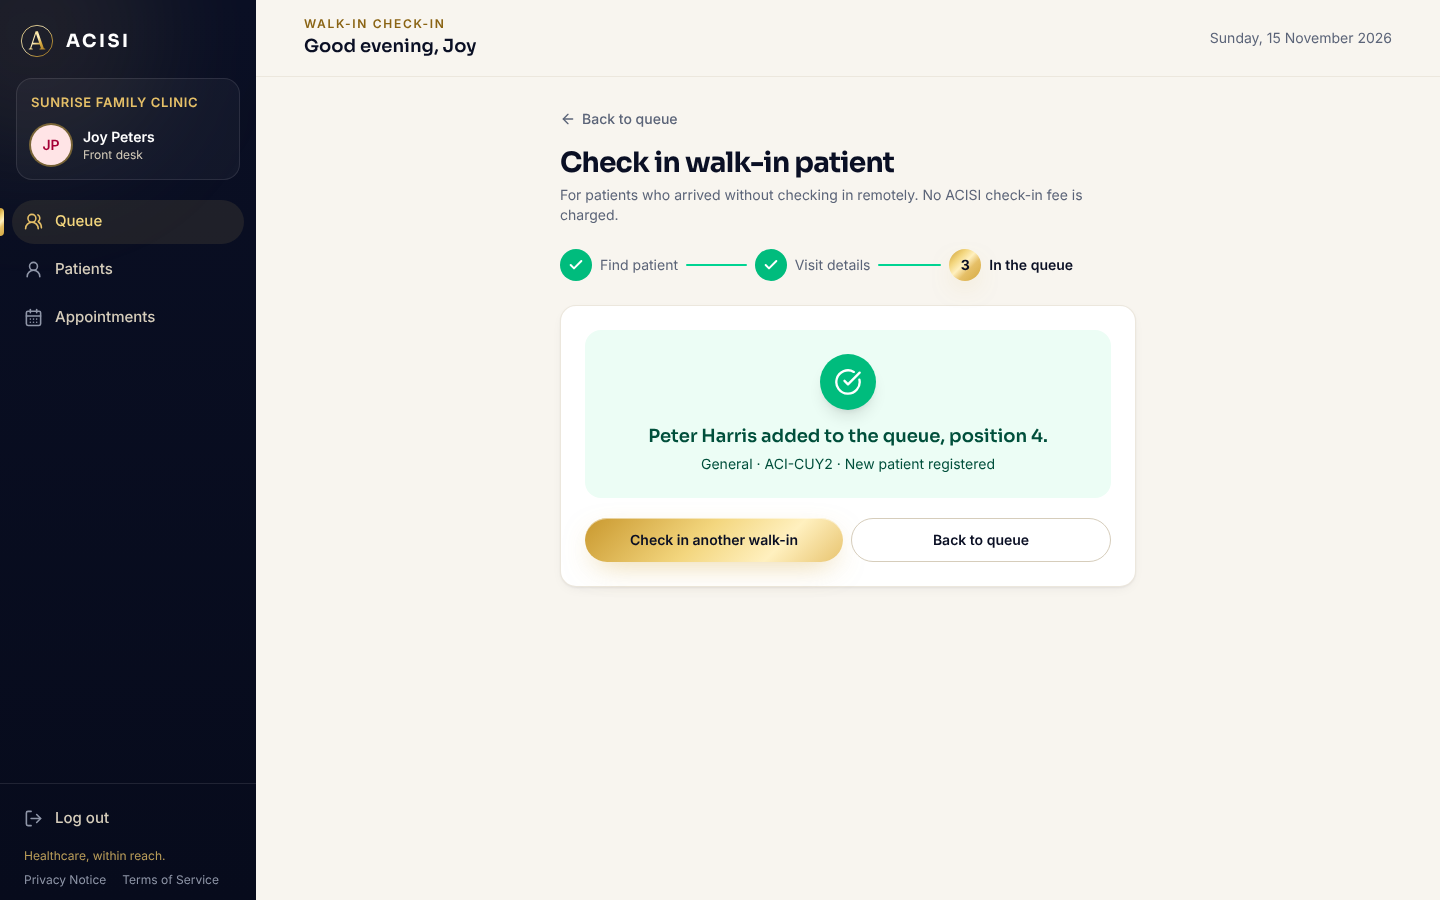 A ACISI
SUNRISE FAMILY CLINIC
JP
Joy Peters
Front desk
Queue
Patients
Appointments
Log out
Healthcare, within reach.
Privacy Notice Terms of Service
WALK-IN CHECK-IN
Good evening, Joy
Sunday, 15 November 2026
Back to queue
Check in walk-in patient
For patients who arrived without checking in remotely. No ACISI check-in fee is
charged.
Find patient Visit details 3 In the queue
Peter Harris added to the queue, position 4.
General · ACI-CUY2 · New patient registered
Check in another walk-in Back to queue